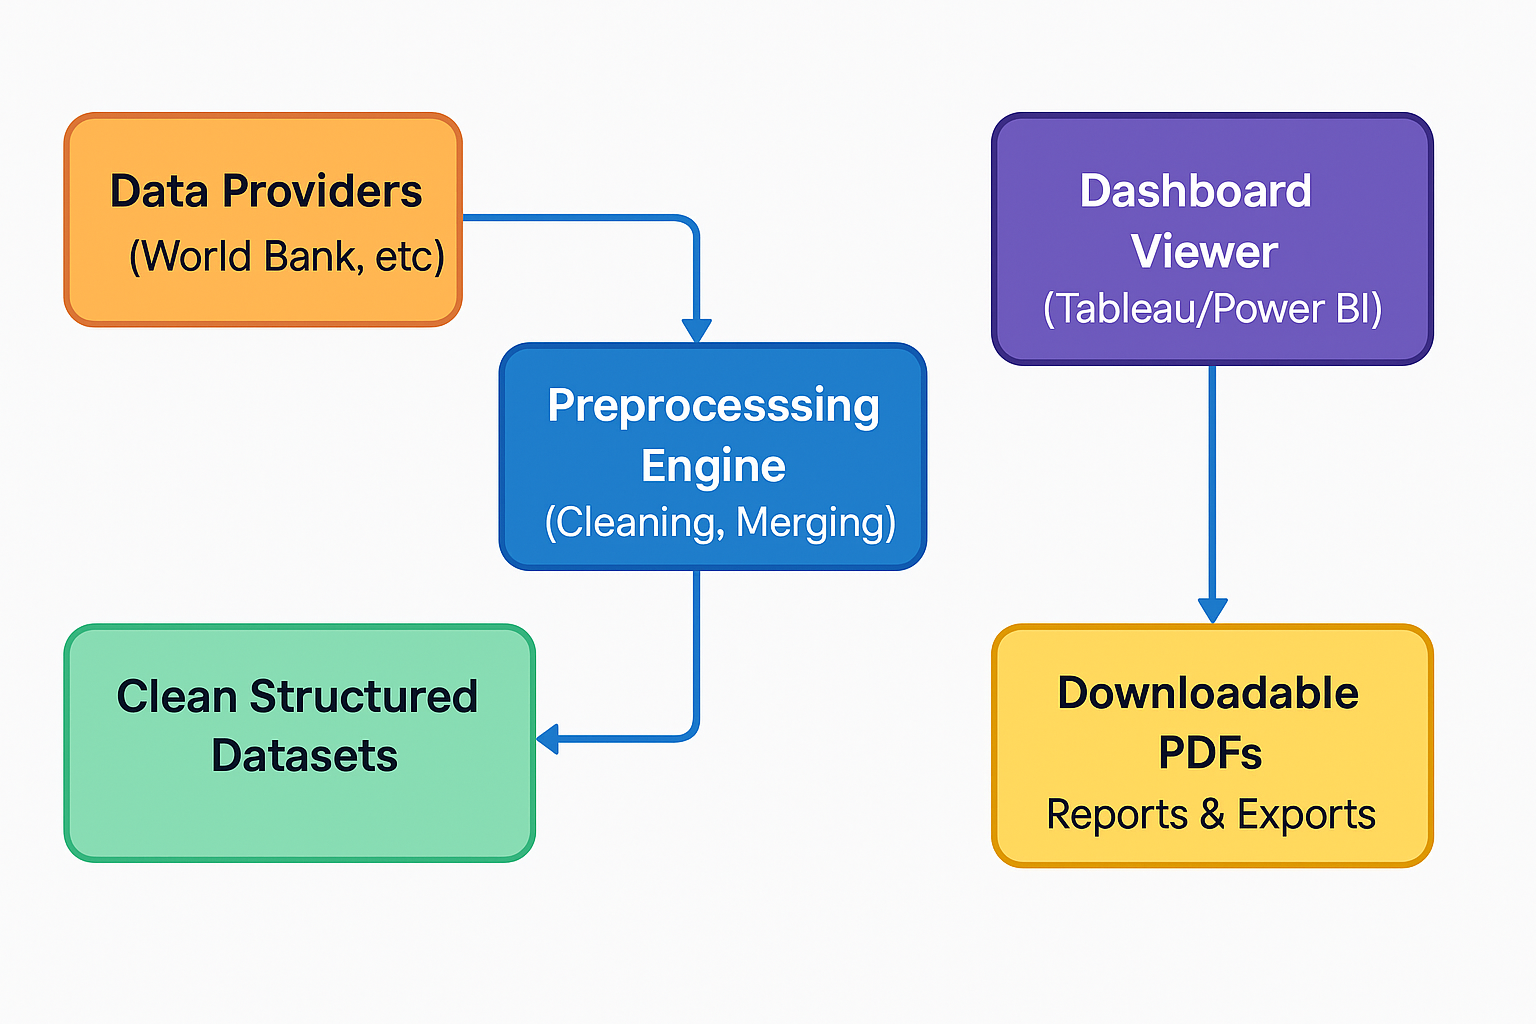 Data Providers
(World Bank, etc)
Dashboard
Viewer
(Tableau/Power BI)
Preprocesssing
Engine
(Cleaning, Merging)
Clean Structured
Datasets
Downloadable
PDFs
Reports & Exports